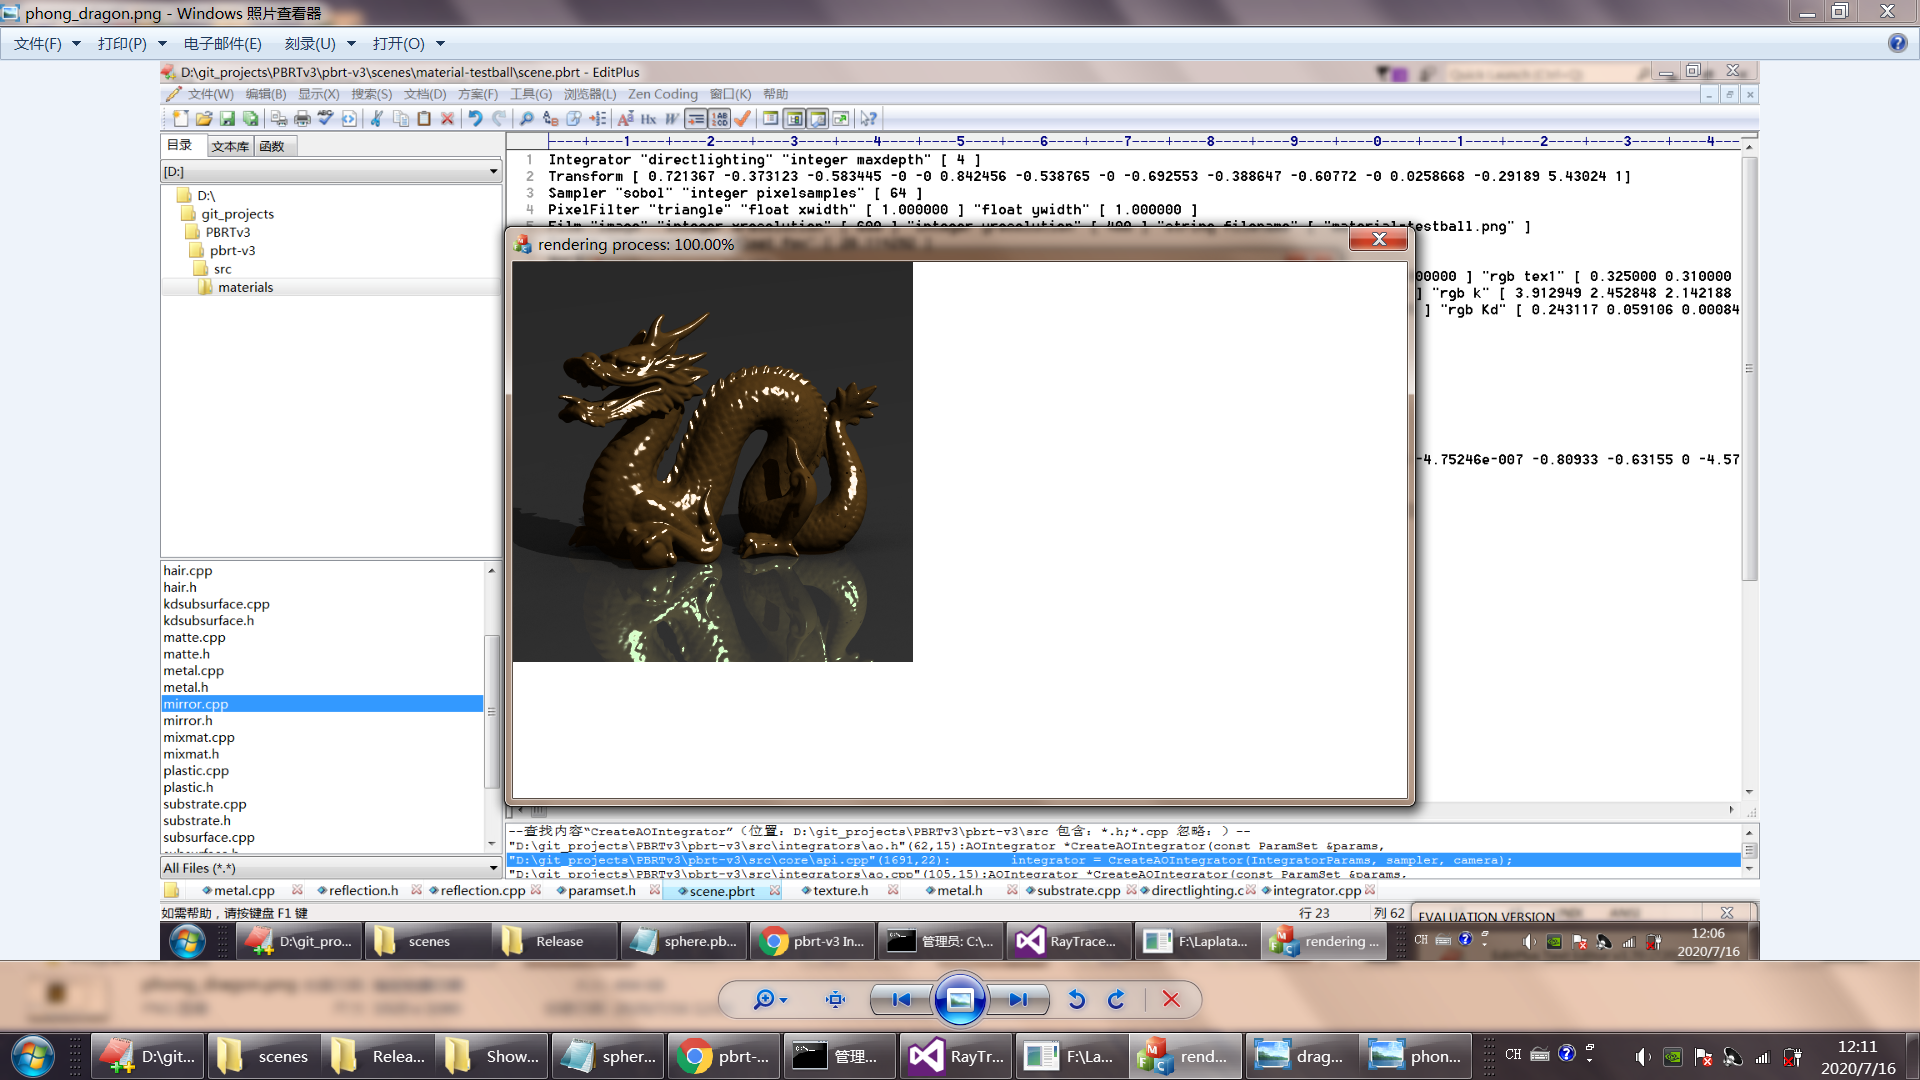 phong_dragon.png - Windows 照片查看器
文件(F) 打印(P) 电子邮件(E) 刻录(U) 打开(O)
D:\git_projects\PBRTv3\pbrt-v3\scenes\material-testball\scene.pbrt - EditPlus
文件(W) 编辑(B) 显示(X) 搜索(S) 文档(D) 方案(F) 工具(G) 浏览器(L) Zen Coding 窗口(K) 帮助
目录 文本库 函数
[D:]
D:\
git_projects
PBRTv3
pbrt-v3
src
materials
----+----1----+----2----+----3----+----4----+----5----+----6----+----7----+----8----+----9----+----0----+----1----+----2----+----3----+----4----
1 Integrator "directlighting" "integer maxdepth" [ 4 ]
2 Transform [ 0.721367 -0.373123 -0.583445 -0 -0 0.842456 -0.538765 -0 -0.692553 -0.388647 -0.60772 -0 0.0258668 -0.29189 5.43024 1]
3 Sampler "sobol" "integer pixelsamples" [ 64 ]
4 PixelFilter "triangle" "float xwidth" [ 1.000000 ] "float ywidth" [ 1.000000 ]
testball.png" ]
00000 ] "rgb tex1" [ 0.325000 0.310000
] "rgb k" [ 3.912949 2.452848 2.142188
] "rgb Kd" [ 0.243117 0.059106 0.00084
-4.75246e-007 -0.80933 -0.63155 0 -4.57
rendering process: 100.00%
hair.cpp
hair.h
kdsubsurface.cpp
kdsubsurface.h
matte.cpp
matte.h
metal.cpp
metal.h
mirror.cpp
mirror.h
mixmat.cpp
mixmat.h
plastic.cpp
plastic.h
substrate.cpp
substrate.h
subsurface.cpp
All Files (*.*)
--查找内容“CreateAOIntegrator”（位置：D:\git_projects\PBRTv3\pbrt-v3\src 包含：*.h;*.cpp 忽略：）--
"D:\git_projects\PBRTv3\pbrt-v3\src\integrators\ao.h"(62,15):AOIntegrator *CreateAOIntegrator(const ParamSet &params,
"D:\git_projects\PBRTv3\pbrt-v3\src\core\api.cpp"(1691,22): integrator = CreateAOIntegrator(IntegratorParams, sampler, camera);
"D:\git_projects\PBRTv3\pbrt-v3\src\integrators\ao.cpp"(105,15):AOIntegrator *CreateAOIntegrator(const ParamSet &params,
metal.cpp reflection.h reflection.cpp paramset.h scene.pbrt texture.h metal.h substrate.cpp directlighting.c integrator.cpp
如需帮助，请按键盘 F1 键 行 23 列 62
EVALUATION VERSION
D:\git_pro... scenes Release sphere.pb... pbrt-v3 In... 管理员: C:\... RayTrace... F:\Laplata... rendering ... CH 12:06
2020/7/16
D:\git... scenes Relea... Show... spher... pbrt-... 管理... RayTr... F:\La... rend... drag... phon... CH 12:11
2020/7/16